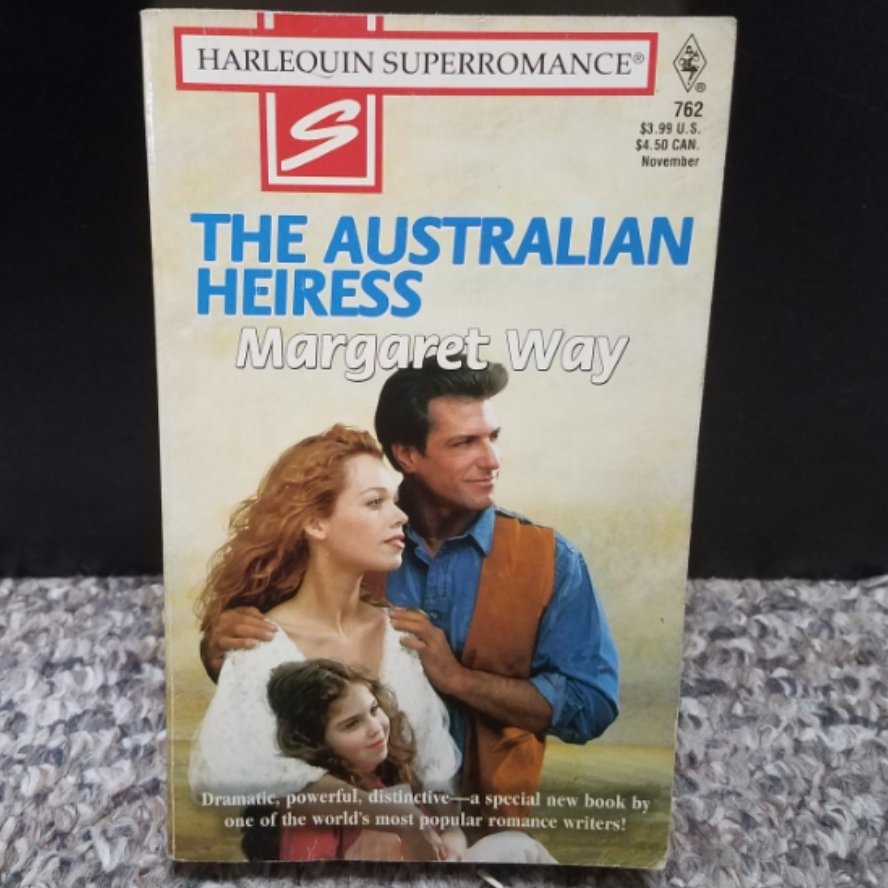 HARLEQUIN SUPERROMANCE®
S
®
762
$3.99 U.S.
$4.50 CAN.
November
THE AUSTRALIAN
HEIRESS
Margaret Way
Dramatic, powerful, distinctive—a special new book by
one of the world's most popular romance writers!